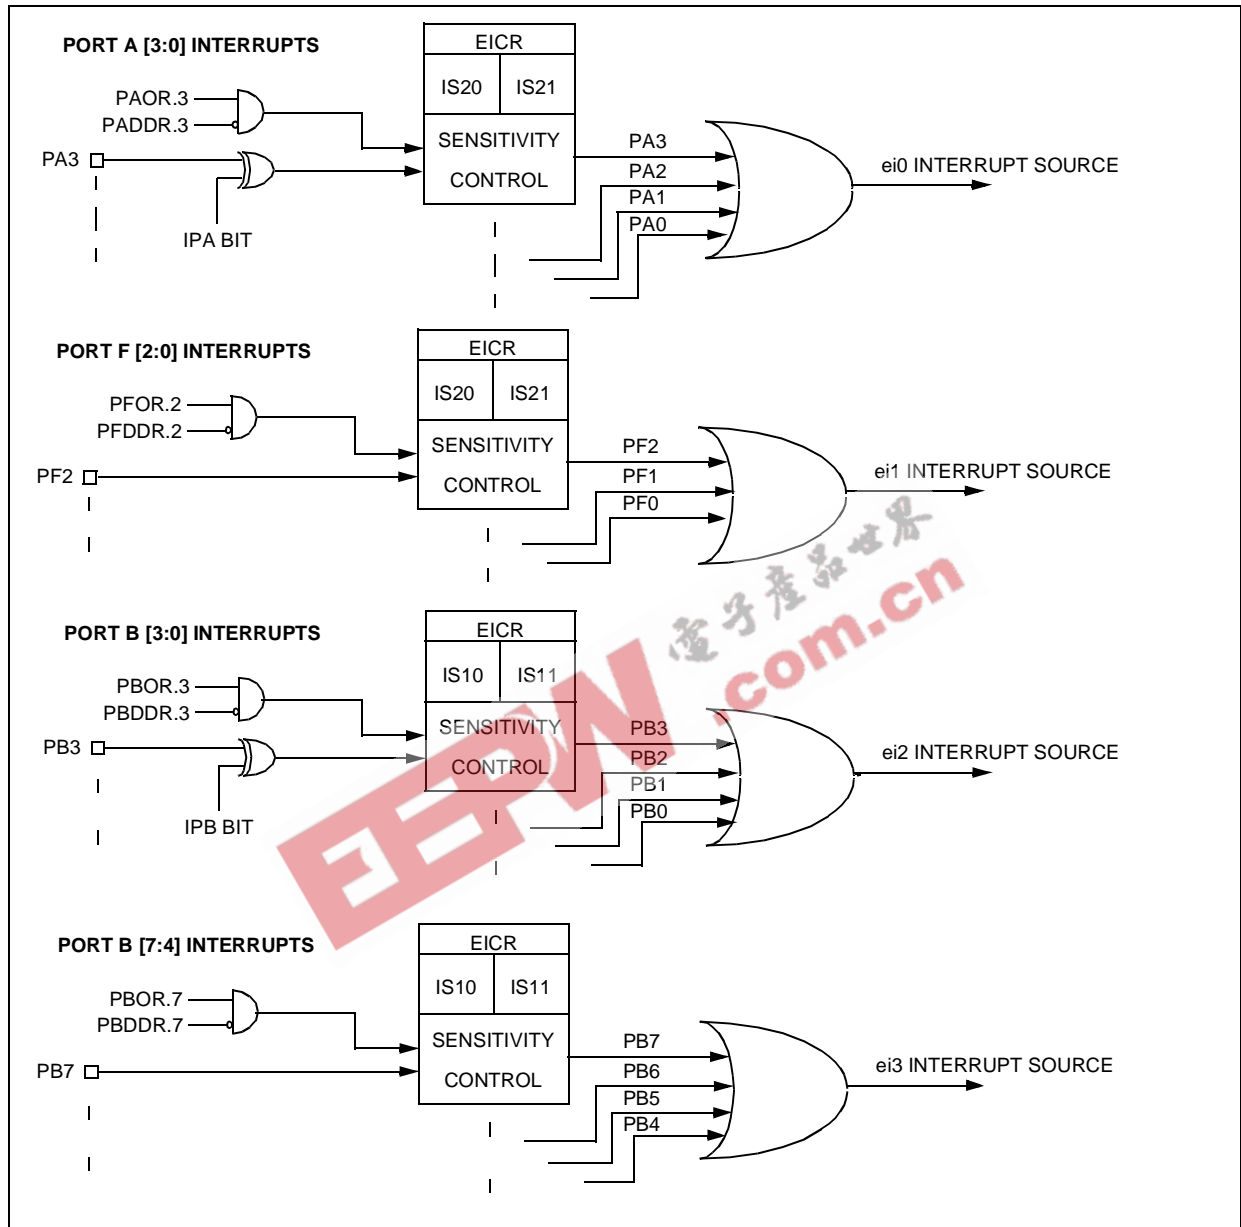 PORT A [3:0] INTERRUPTS
EICR
IS20 IS21
PAOR.3
PADDR.3
SENSITIVITY
CONTROL
PA3
IPA BIT
PA3
PA2
PA1
PA0
ei0 INTERRUPT SOURCE
PORT F [2:0] INTERRUPTS
EICR
IS20 IS21
PFOR.2
PFDDR.2
SENSITIVITY
CONTROL
PF2
PF2
PF1
PF0
ei1 INTERRUPT SOURCE
PORT B [3:0] INTERRUPTS
EICR
IS10 IS11
PBOR.3
PBDDR.3
SENSITIVITY
CONTROL
PB3
IPB BIT
PB3
PB2
PB1
PB0
ei2 INTERRUPT SOURCE
PORT B [7:4] INTERRUPTS
EICR
IS10 IS11
PBOR.7
PBDDR.7
SENSITIVITY
CONTROL
PB7
PB7
PB6
PB5
PB4
ei3 INTERRUPT SOURCE
EEPW.com.cn
電子產品世界